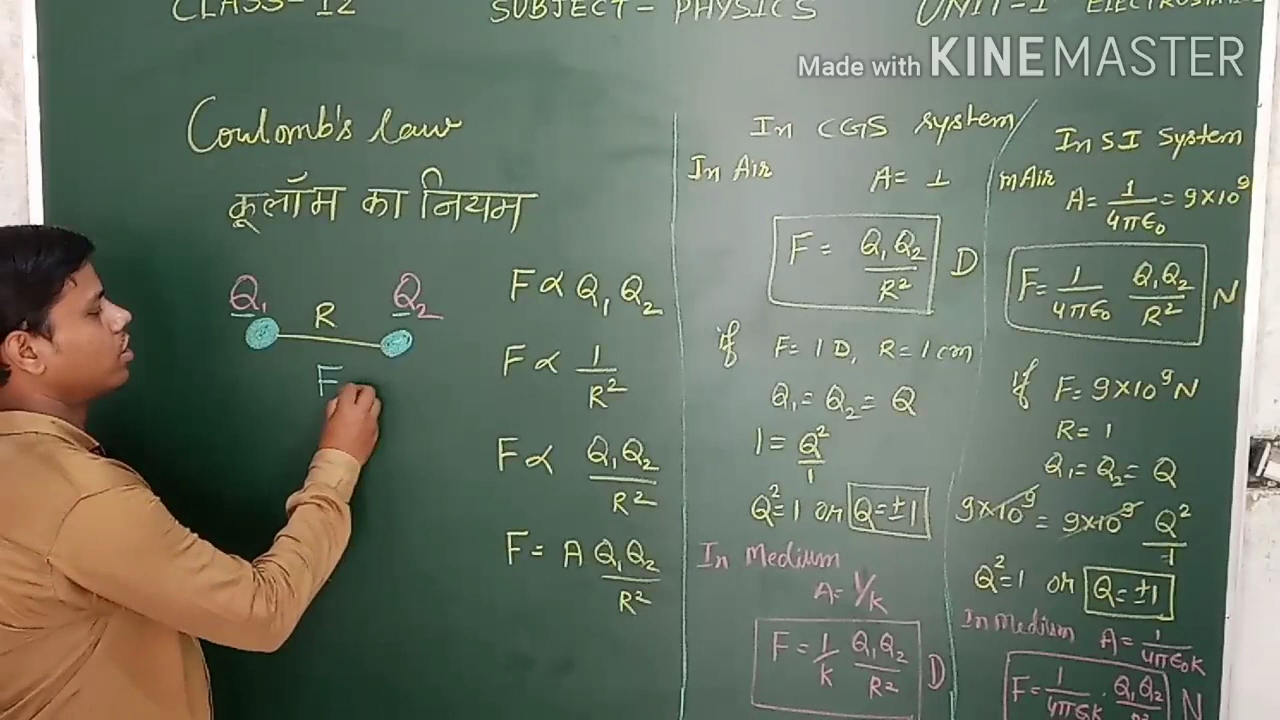 CLASS-12 SUBJECT- PHYSICS UNIT-I ELECTROSTATI
Made with KINEMASTER
Coulomb's law
कूलॉम का नियम
Q₁ R Q₂
F
F ∝ Q₁ Q₂
F ∝ 1/R²
F ∝ Q₁Q₂/R²
F = A Q₁Q₂/R²
In CGS system
In Air A = 1
F = Q₁Q₂/R² D
if F = 1 D, R = 1 cm
Q₁ = Q₂ = Q
1 = Q²/1
Q² = 1 or Q = ±1
In Medium
A = 1/K
F = 1/K Q₁Q₂/R² D
In SI System
In Air
A = 1/4πϵ₀ = 9×10⁹
F = 1/4πϵ₀ Q₁Q₂/R² N
if F = 9×10⁹ N
R = 1
Q₁ = Q₂ = Q
9×10⁹ = 9×10⁹ Q²/1
Q² = 1 or Q = ±1
In Medium A = 1/4πϵ₀K
F = 1/4πϵ₀K . Q₁Q₂/R² N